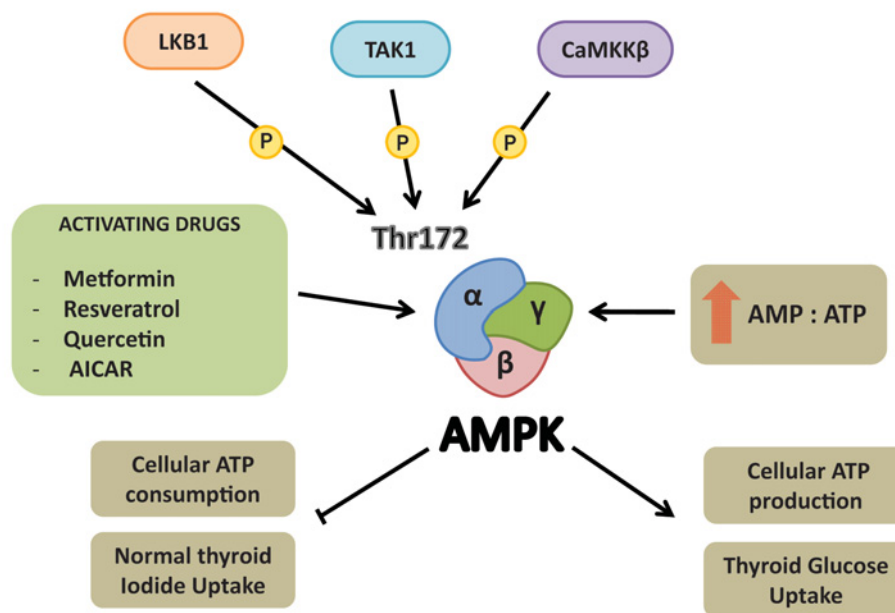 LKB1
TAK1
CaMKKβ
P
P
P
Thr172
ACTIVATING DRUGS
- Metformin
- Resveratrol
- Quercetin
- AICAR
α
γ
β
AMP : ATP
AMPK
Cellular ATP
consumption
Normal thyroid
Iodide Uptake
Cellular ATP
production
Thyroid Glucose
Uptake